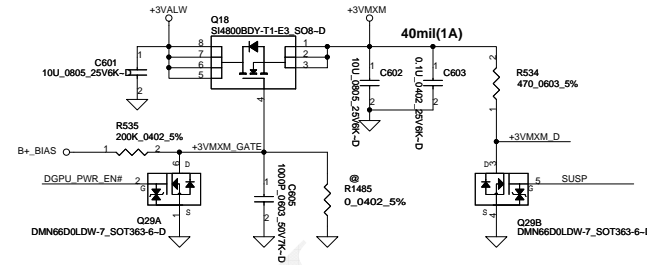 +3VALW
+3VMXM
Q18
SI4800BDY-T1-E3_SO8~D
40mil(1A)
8
7
6
5
1
2
3
4
1
2
C601
10U_0805_25V6K~D
1
2
C602
10U_0805_25V6K~D
1
2
C603
0.1U_0402_25V6K~D
2
1
R534
470_0603_5%
+3VMXM_D
R535
200K_0402_5%
B+_BIAS
1
2
+3VMXM_GATE
DGPU_PWR_EN#
2
G
6
D
S
1
Q29A
DMN66D0LDW-7_SOT363-6~D
1
2
C605
1000P_0603_50V7K~D
@
R1485
0_0402_5%
D
3
5
G
SUSP
S
4
Q29B
DMN66D0LDW-7_SOT363-6~D